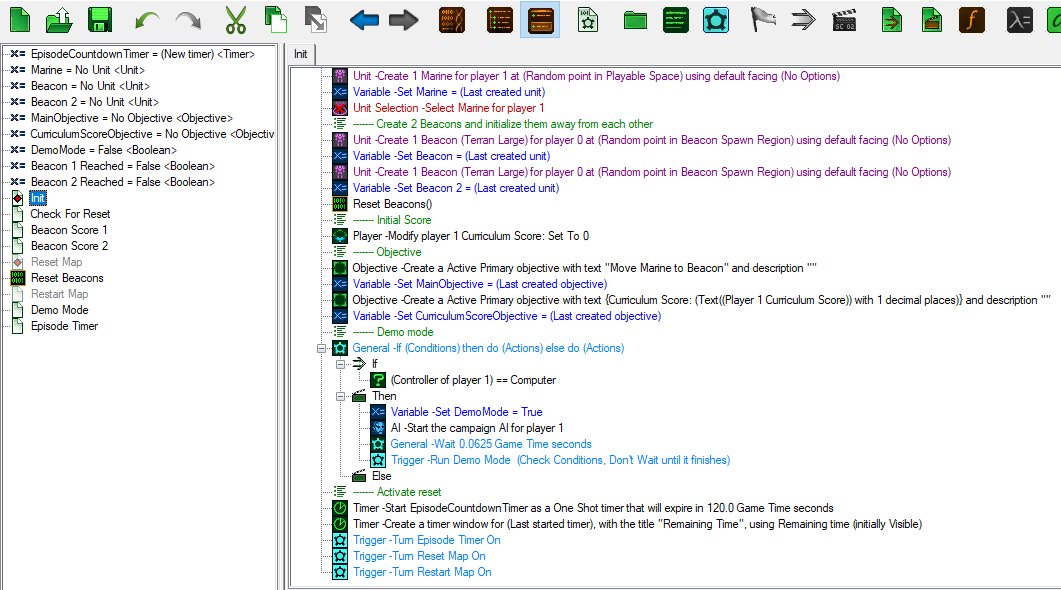 SC 02
f
λ=
EpisodeCountdownTimer = (New timer) <Timer>
Marine = No Unit <Unit>
Beacon = No Unit <Unit>
Beacon 2 = No Unit <Unit>
MainObjective = No Objective <Objective>
CurriculumScoreObjective = No Objective <Objectiv
DemoMode = False <Boolean>
Beacon 1 Reached = False <Boolean>
Beacon 2 Reached = False <Boolean>
Init
Check For Reset
Beacon Score 1
Beacon Score 2
Reset Map
Reset Beacons
Restart Map
Demo Mode
Episode Timer
Init
Unit -Create 1 Marine for player 1 at (Random point in Playable Space) using default facing (No Options)
Variable -Set Marine = (Last created unit)
Unit Selection -Select Marine for player 1
------- Create 2 Beacons and initialize them away from each other
Unit -Create 1 Beacon (Terran Large) for player 0 at (Random point in Beacon Spawn Region) using default facing (No Options)
Variable -Set Beacon = (Last created unit)
Unit -Create 1 Beacon (Terran Large) for player 0 at (Random point in Beacon Spawn Region) using default facing (No Options)
Variable -Set Beacon 2 = (Last created unit)
Reset Beacons()
------- Initial Score
Player -Modify player 1 Curriculum Score: Set To 0
------- Objective
Objective -Create a Active Primary objective with text "Move Marine to Beacon" and description ""
Variable -Set MainObjective = (Last created objective)
Objective -Create a Active Primary objective with text {Curriculum Score: (Text((Player 1 Curriculum Score)) with 1 decimal places)} and description ""
Variable -Set CurriculumScoreObjective = (Last created objective)
------- Demo mode
General -If (Conditions) then do (Actions) else do (Actions)
If
(Controller of player 1) == Computer
Then
Variable -Set DemoMode = True
AI -Start the campaign AI for player 1
General -Wait 0.0625 Game Time seconds
Trigger -Run Demo Mode  (Check Conditions, Don't Wait until it finishes)
Else
------- Activate reset
Timer -Start EpisodeCountdownTimer as a One Shot timer that will expire in 120.0 Game Time seconds
Timer -Create a timer window for (Last started timer), with the title "Remaining Time", using Remaining time (initially Visible)
Trigger -Turn Episode Timer On
Trigger -Turn Reset Map On
Trigger -Turn Restart Map On